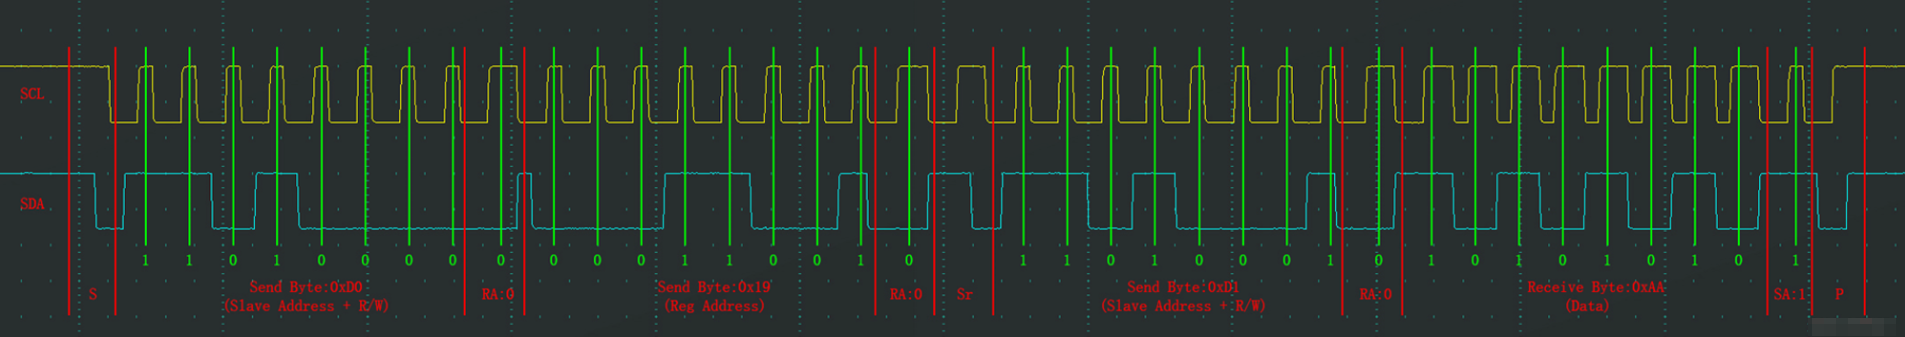 SCL
SDA
1 1 0 1 0 0 0 0 0 0 0 0 1 1 0 0 1 0 1 1 0 1 0 0 0 1 0 1 0 1 0 1 0 1 0 1
S
Send Byte:0xD0
(Slave Address + R/W)
RA:0
Send Byte:0x19
(Reg Address)
RA:0
Sr
Send Byte:0xD1
(Slave Address + R/W)
RA:0
Receive Byte:0xAA
(Data)
SA:1
P